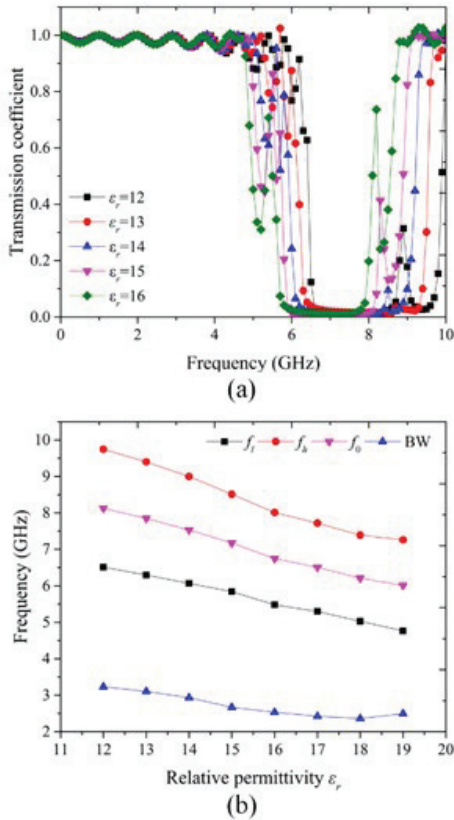 (a)
1.0
0.8
0.6
0.4
0.2
0.0
Transmission coefficient
εr=12
εr=13
εr=14
εr=15
εr=16
0 2 4 6 8 10
Frequency (GHz)
(a)
fl fh f0 BW
10
9
8
7
6
5
4
3
2
Frequency (GHz)
11 12 13 14 15 16 17 18 19 20
Relative permittivity εr
(b)